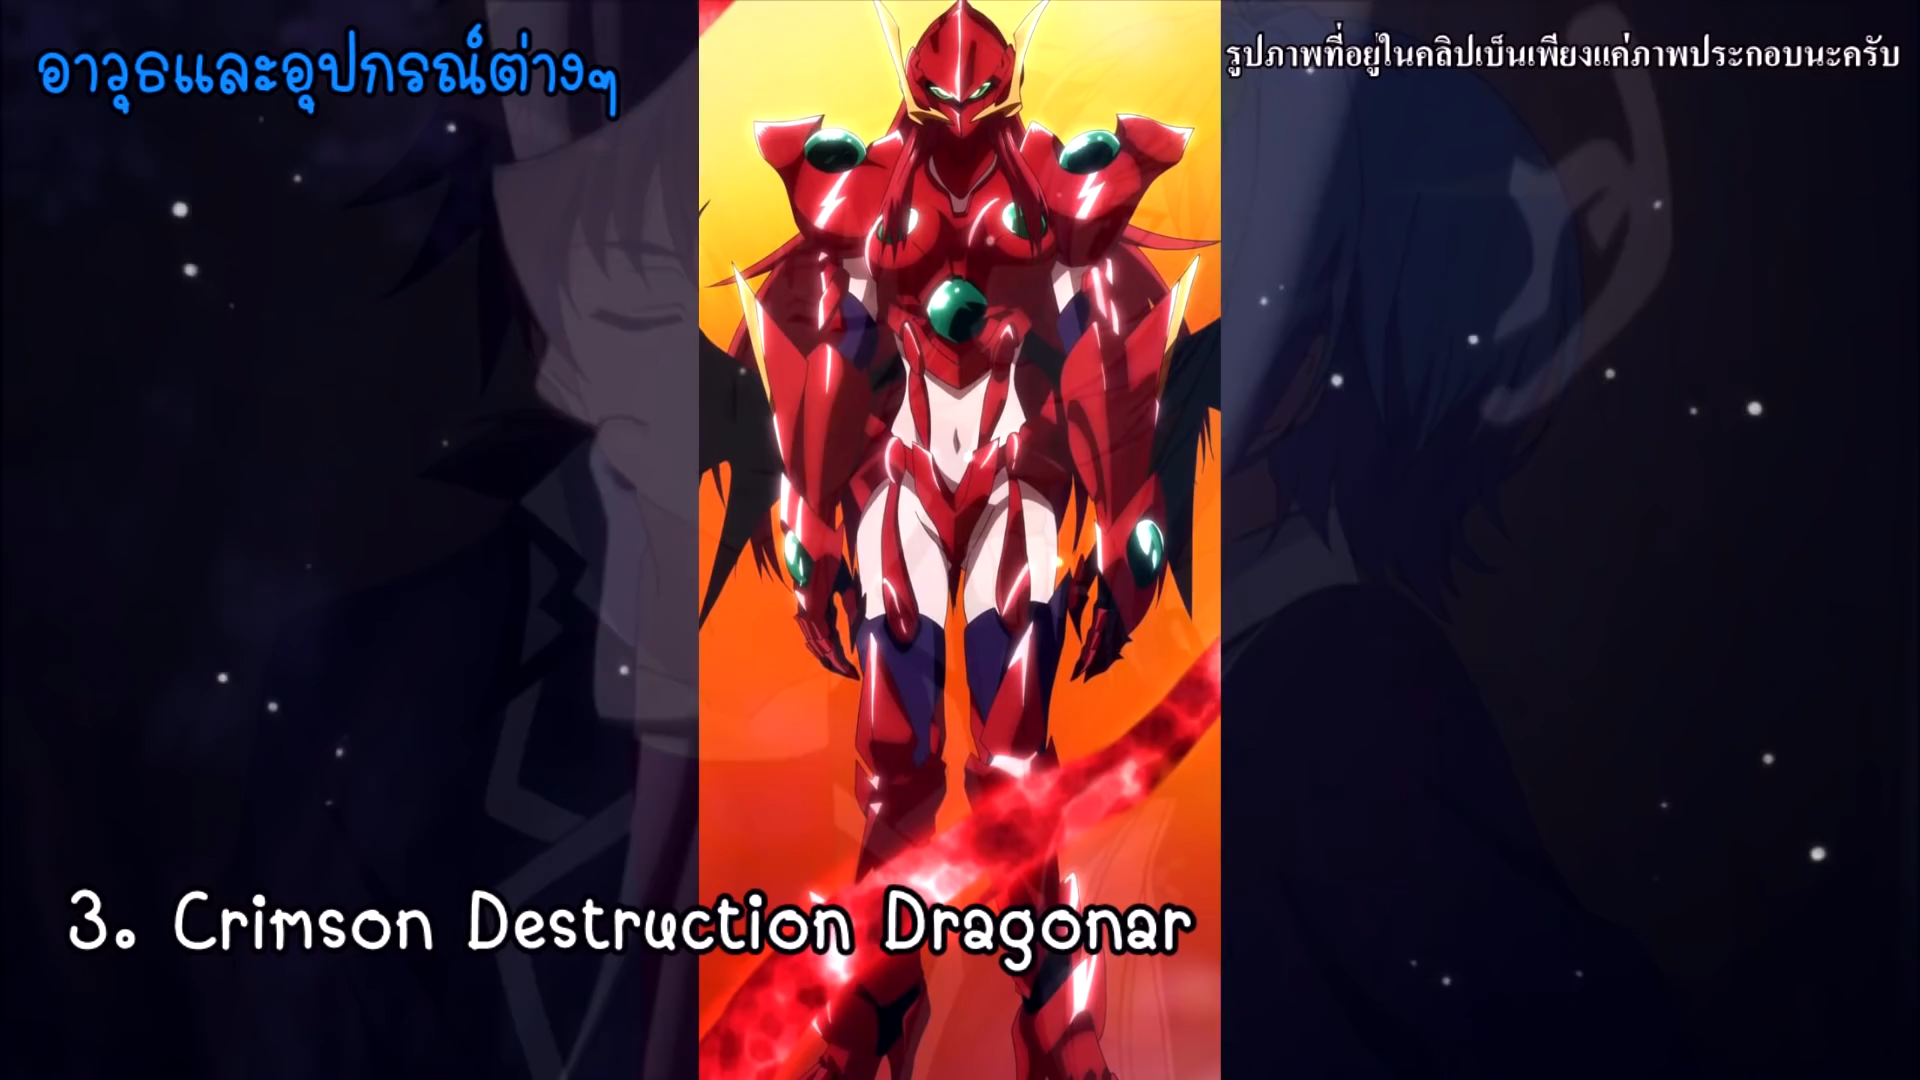 อาวุธและอุปกรณ์ต่างๆ
รูปภาพที่อยู่ในคลิปเป็นเพียงแค่ภาพประกอบนะครับ
3. Crimson Destruction Dragonar